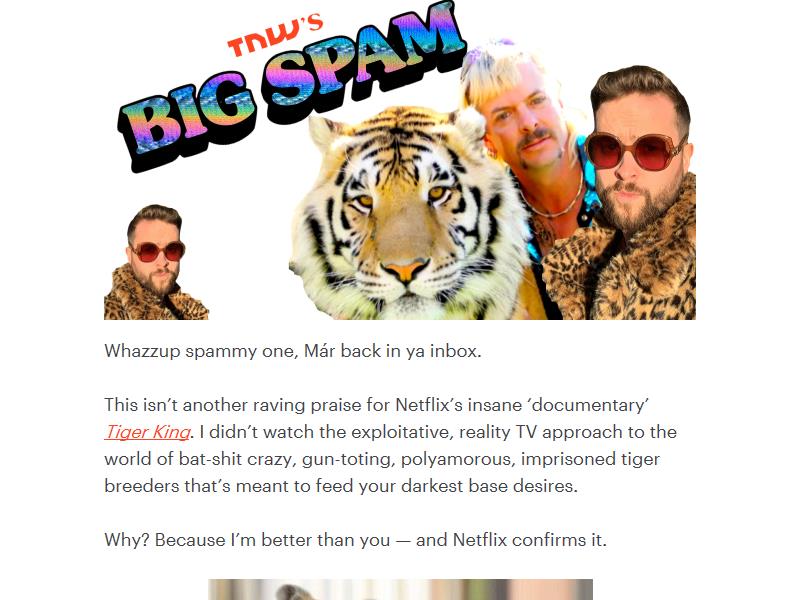 TNW'S
BIG SPAM
Whazzup spammy one, Már back in ya inbox.
This isn’t another raving praise for Netflix’s insane ‘documentary’
Tiger King. I didn’t watch the exploitative, reality TV approach to the
world of bat-shit crazy, gun-toting, polyamorous, imprisoned tiger
breeders that’s meant to feed your darkest base desires.
Why? Because I’m better than you — and Netflix confirms it.